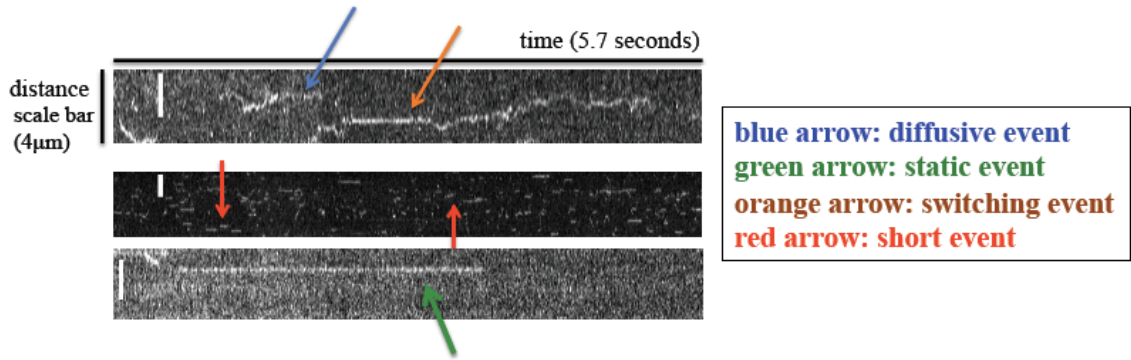 time (5.7 seconds)
distance
scale bar
(4μm)
blue arrow: diffusive event
green arrow: static event
orange arrow: switching event
red arrow: short event